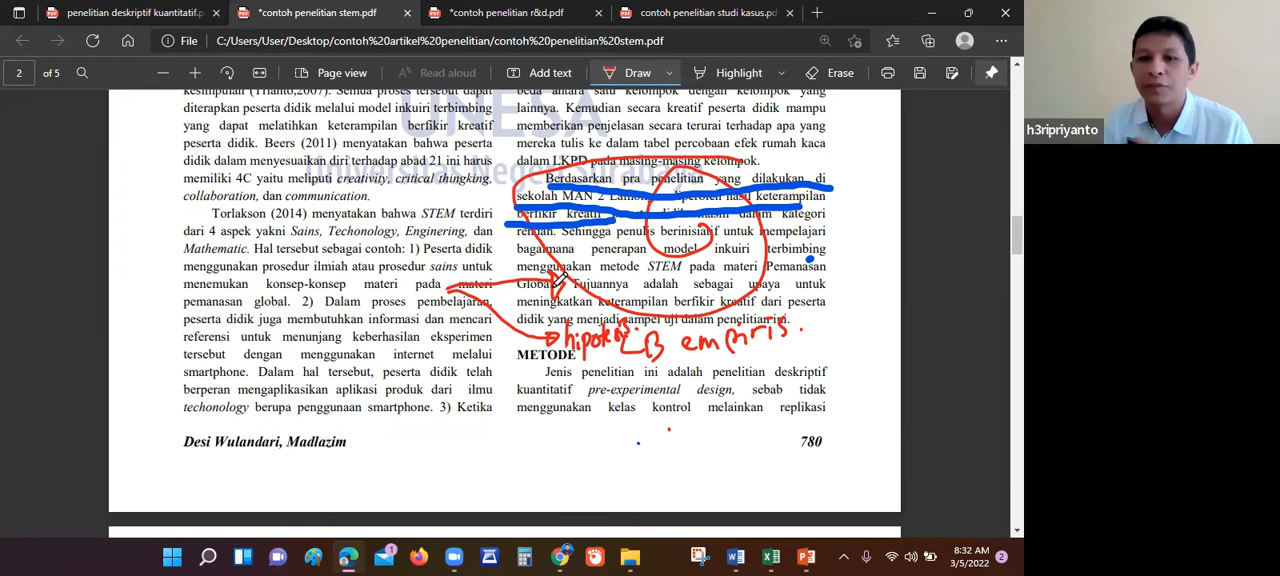 penelitian deskriptif kuantitatif.p
*contoh penelitian stem.pdf
*contoh penelitian r&d.pdf
contoh penelitian studi kasus.pd
File
C:/Users/User/Desktop/contoh%20artikel%20penelitian/contoh%20penelitian%20stem.pdf
2 of 5
Page view
Read aloud
Add text
Draw
Highlight
Erase
h3ripriyanto
UNESA
Universitas Negeri Surabaya
kesimpulan (Trianto,2007). Semua proses tersebut dapat
diterapkan peserta didik melalui model inkuiri terbimbing
yang dapat melatihkan keterampilan berfikir kreatif
peserta didik. Beers (2011) menyatakan bahwa peserta
didik dalam menyesuaikan diri terhadap abad 21 ini harus
memiliki 4C yaitu meliputi creativity, critical thingking,
collaboration, dan communication.
Torlakson (2014) menyatakan bahwa STEM terdiri
dari 4 aspek yakni Sains, Techonology, Enginering, dan
Mathematic. Hal tersebut sebagai contoh: 1) Peserta didik
menggunakan prosedur ilmiah atau prosedur sains untuk
menemukan konsep-konsep materi pada materi
pemanasan global. 2) Dalam proses pembelajaran,
peserta didik juga membutuhkan informasi dan mencari
referensi untuk menunjang keberhasilan eksperimen
tersebut dengan menggunakan internet melalui
smartphone. Dalam hal tersebut, peserta didik telah
berperan mengaplikasikan aplikasi produk dari ilmu
techonology berupa penggunaan smartphone. 3) Ketika
beda antara satu kelompok dengan kelompok yang
lainnya. Kemudian secara kreatif peserta didik mampu
memberikan penjelasan secara terurai terhadap apa yang
mereka tulis ke dalam tabel percobaan efek rumah kaca
dalam LKPD pada masing-masing kelompok.
Berdasarkan pra penelitian yang dilakukan di
sekolah MAN 2 diperoleh hasil keterampilan
berfikir kreatif masih dalam kategori
rendah. Sehingga penulis berinisiatif untuk mempelajari
bagaimana penerapan model inkuiri terbimbing
menggunakan metode STEM pada materi Pemanasan
Global. Tujuannya adalah sebagai upaya untuk
meningkatkan keterampilan berfikir kreatif dari peserta
didik yang menjadi sampel uji dalam penelitian ini.
hipotesis.
empiris.
METODE
Jenis penelitian ini adalah penelitian deskriptif
kuantitatif pre-experimental design, sebab tidak
menggunakan kelas kontrol melainkan replikasi
Desi Wulandari, Madlazim
780
8:32 AM
3/5/2022